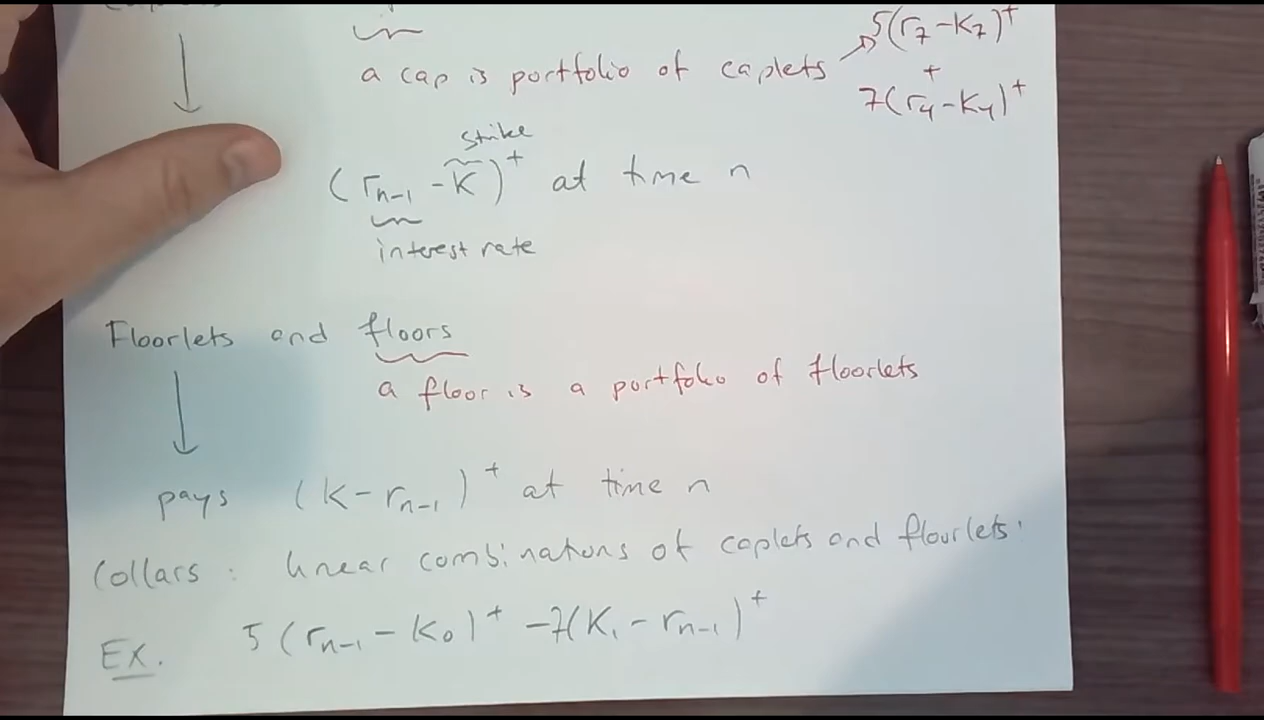 5(r₇-K₇)⁺
a cap is portfolio of caplets
+
7(r₄-K₄)⁺
strike
(rₙ₋₁ - K)⁺ at time n
interest rate
Floorlets and floors
a floor is a portfolio of floorlets
pays (K-rₙ₋₁)⁺ at time n
Collars: linear combinations of caplets and floorlets:
EX. 5(rₙ₋₁ - K₀)⁺ -7(K₁ - rₙ₋₁)⁺